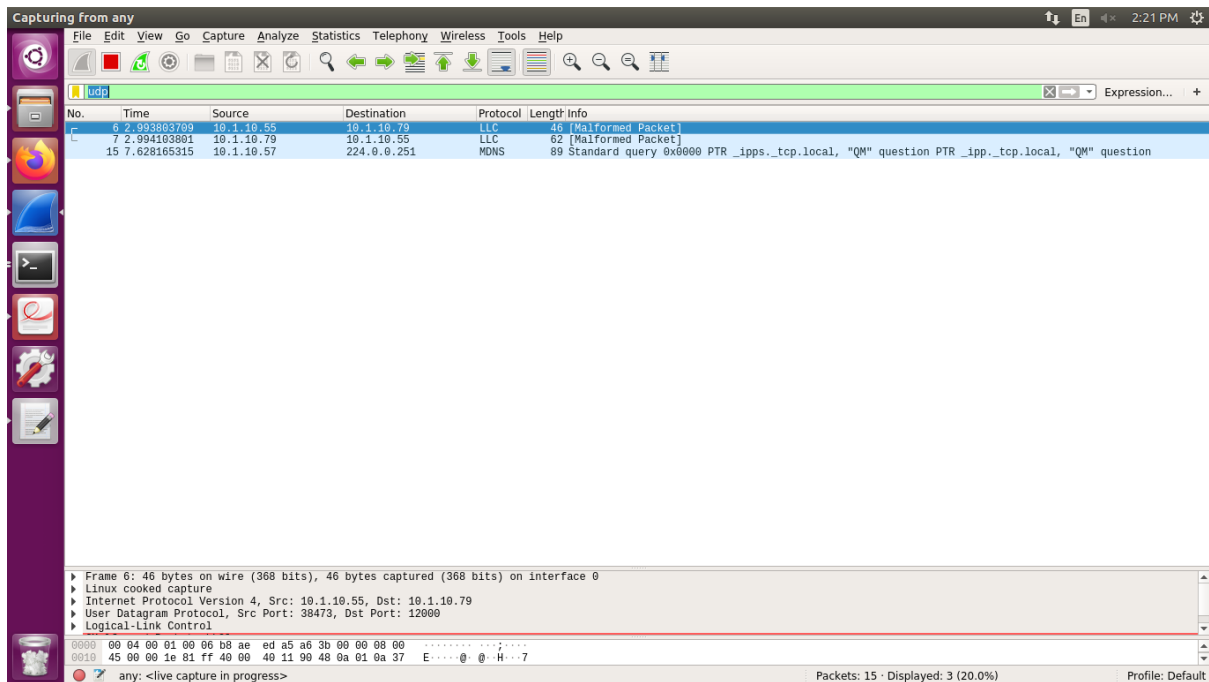 Capturing from any En 2:21 PM
File Edit View Go Capture Analyze Statistics Telephony Wireless Tools Help
udp Expression... +
No. Time Source Destination Protocol Length Info
6 2.993803709 10.1.10.55 10.1.10.79 LLC 46 [Malformed Packet]
7 2.994103801 10.1.10.79 10.1.10.55 LLC 62 [Malformed Packet]
15 7.628165315 10.1.10.57 224.0.0.251 MDNS 89 Standard query 0x0000 PTR _ipps._tcp.local, "QM" question PTR _ipp._tcp.local, "QM" question
Frame 6: 46 bytes on wire (368 bits), 46 bytes captured (368 bits) on interface 0
Linux cooked capture
Internet Protocol Version 4, Src: 10.1.10.55, Dst: 10.1.10.79
User Datagram Protocol, Src Port: 38473, Dst Port: 12000
Logical-Link Control
0000 00 04 00 01 00 06 b8 ae ed a5 a6 3b 00 00 08 00 ········ ···;····
0010 45 00 00 1e 81 ff 40 00 40 11 90 48 0a 01 0a 37 E·····@· @··H···7
any: <live capture in progress> Packets: 15 · Displayed: 3 (20.0%) Profile: Default